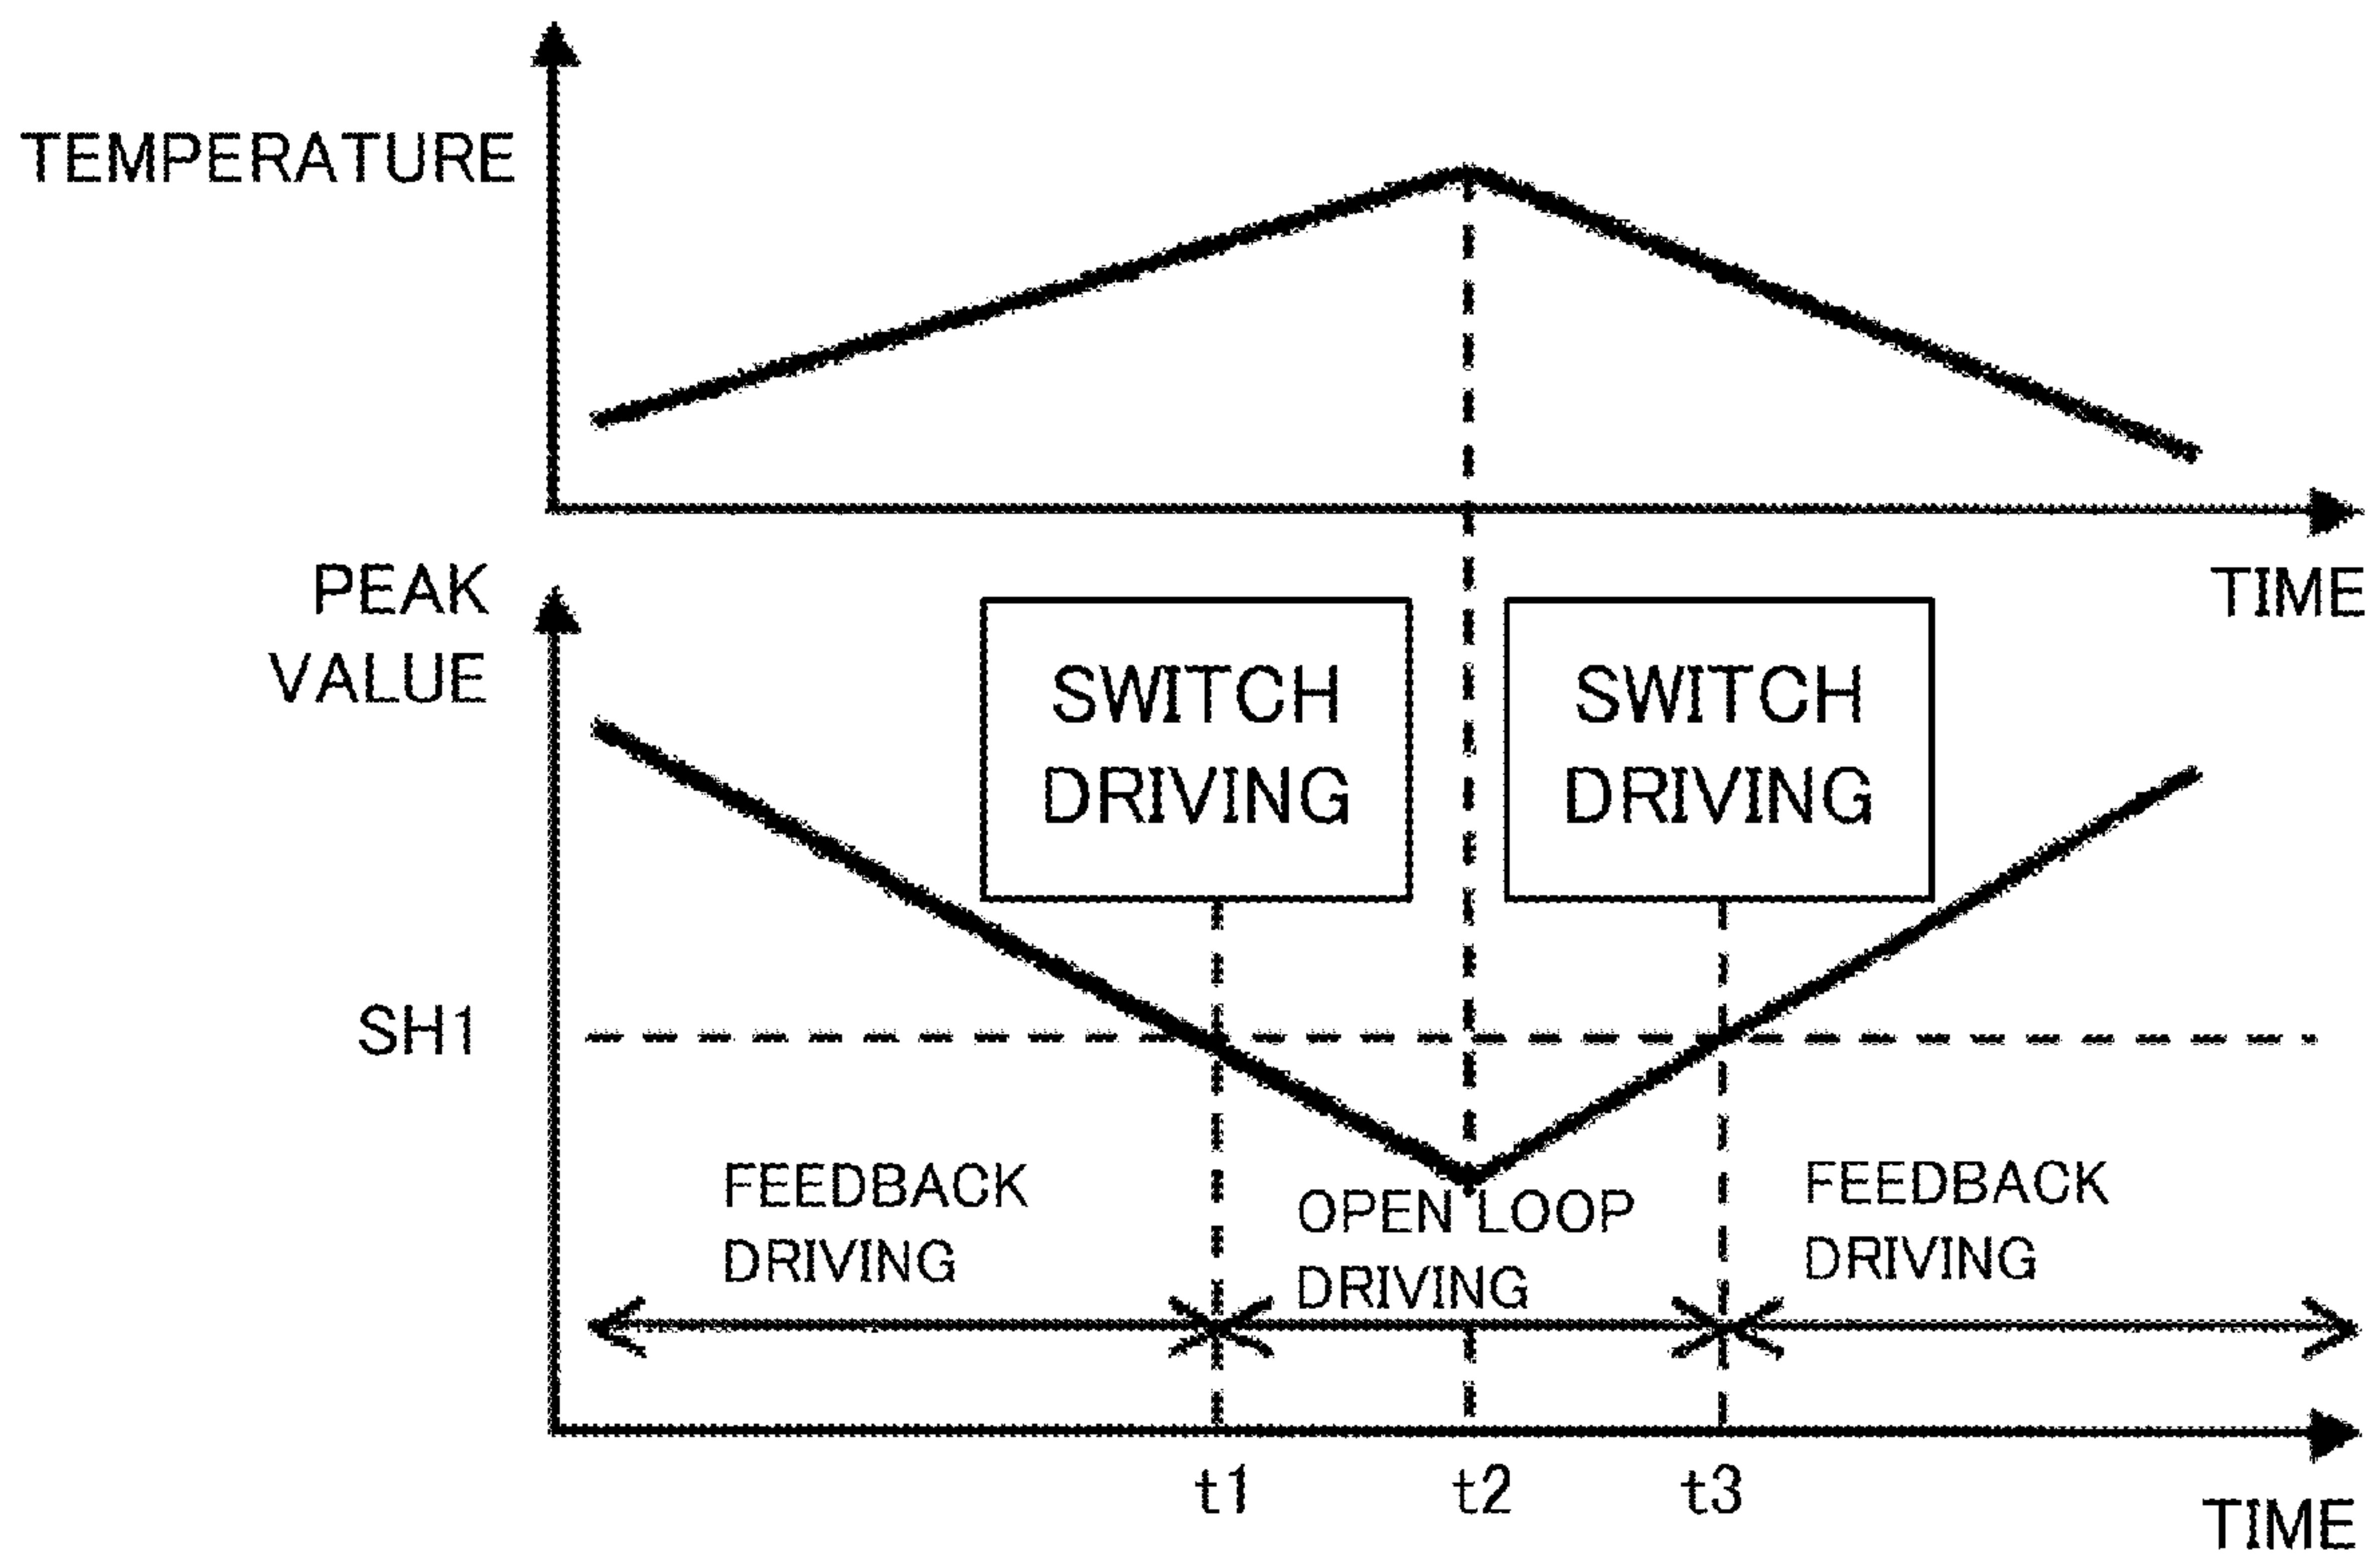 TEMPERATURE
TIME
PEAK
VALUE
SWITCH
DRIVING
SWITCH
DRIVING
SH1
FEEDBACK
DRIVING
OPEN LOOP
DRIVING
FEEDBACK
DRIVING
t1
t2
t3
TIME